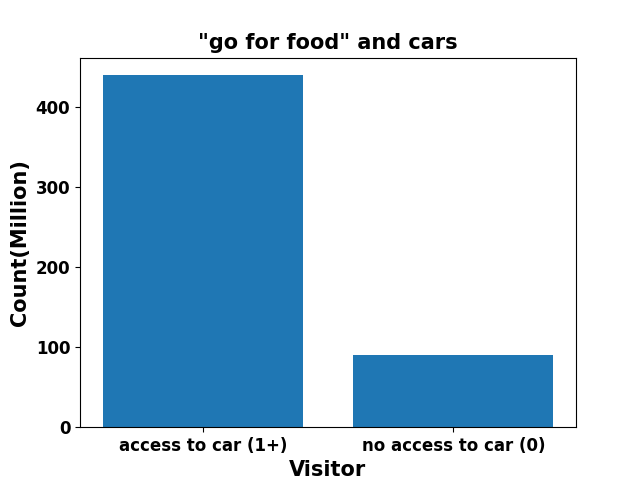 "go for food" and cars
Count(Million)
400
300
200
100
0
access to car (1+)
no access to car (0)
Visitor